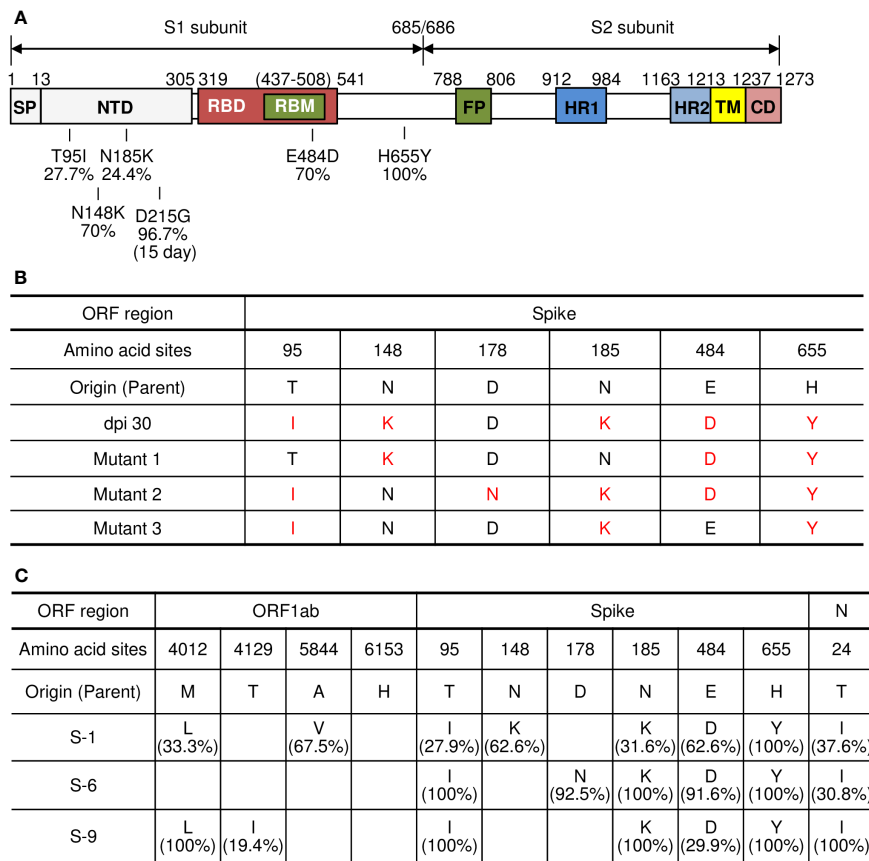 A
S1 subunit 685/686 S2 subunit
1 13 305 319 (437-508) 541 788 806 912 984 1163 1213 1237 1273
SP NTD RBD RBM FP HR1 HR2 TM CD
T95I N185K E484D H655Y
27.7% 24.4% 70% 100%
N148K D215G
70% 96.7%
(15 day)
B
ORF region Spike
Amino acid sites 95 148 178 185 484 655
Origin (Parent) T N D N E H
dpi 30 I K D K D Y
Mutant 1 T K D N D Y
Mutant 2 I N N K D Y
Mutant 3 I N D K E Y
C
ORF region ORF1ab Spike N
Amino acid sites 4012 4129 5844 6153 95 148 178 185 484 655 24
Origin (Parent) M T A H T N D N E H T
S-1 L V I K K D Y I
(33.3%) (67.5%) (27.9%) (62.6%) (31.6%) (62.6%) (100%) (37.6%)
S-6 I N K D Y I
(100%) (92.5%) (100%) (91.6%) (100%) (30.8%)
S-9 L I I K D Y I
(100%) (19.4%) (100%) (100%) (29.9%) (100%) (100%)